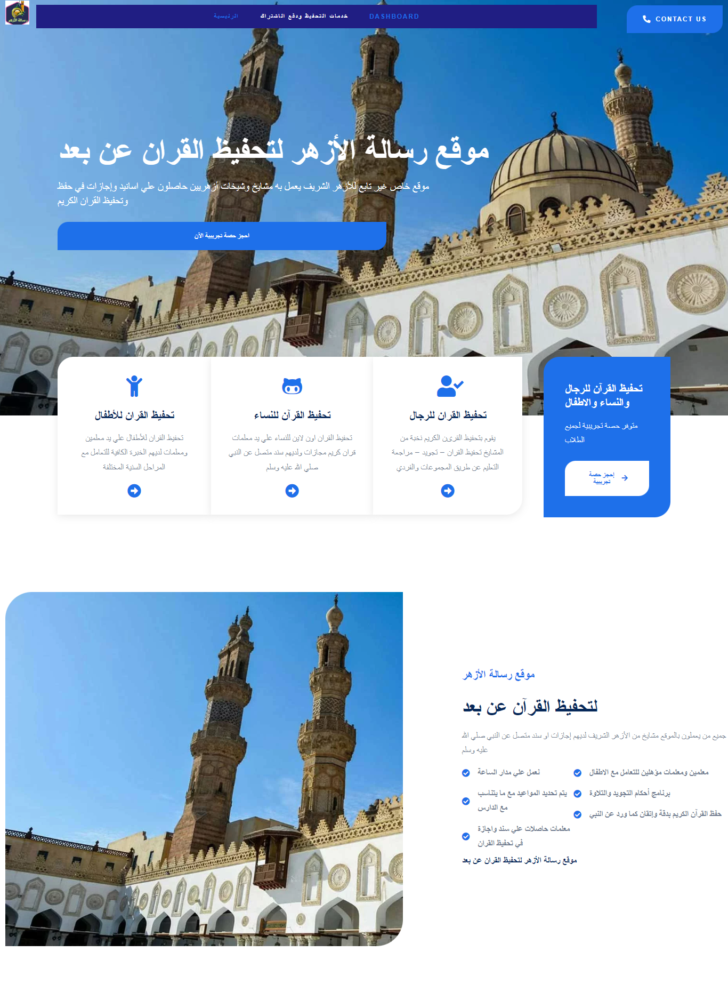 رسالة الأزهر
الرئيسية
خدمات التحفيظ ودفع الاشتراك
DASHBOARD
CONTACT US
موقع رسالة الأزهر لتحفيظ القران عن بعد
موقع خاص غير تابع للأزهر الشريف يعمل به مشايخ وشيخات أزهريين حاصلون علي اسانيد وإجازات في حفظ
وتحفيظ القران الكريم
احجز حصة تجريبية الآن
تحفيظ القران للأطفال
تحفيظ القران للأطفال علي يد معلمين
ومعلمات لديهم الخبرة الكافية للتعامل مع
المراحل السنية المختلفة
تحفيظ القرآن للنساء
تحفيظ القران اون لاين للنساء علي يد معلمات
قران كريم مجازات ولديهم سند متصل عن النبي
صلي الله عليه وسلم
تحفيظ القران للرجال
يقوم بتحفيظ القرىن الكريم نخبة من
المشايخ تحفيظ القران – تجويد – مراجعة
التعليم عن طريق المجموعات والفردي
تحفيظ القرآن للرجال
والنساء والاطفال
متوفر حصة تجريبية لجميع
الطلاب
إحجز حصة
تجريبية
موقع رسالة الأزهر
لتحفيظ القرآن عن بعد
جميع من يعملون بالموقع مشايخ من الأزهر الشريف لديهم إجازات او سند متصل عن النبي صلي الله
عليه وسلم
نعمل علي مدار الساعة
يتم تحديد المواعيد مع ما يتناسب
مع الدارس
معلمات حاصلات علي سند واجازة
في تحفيظ القران
معلمين ومعلمات مؤهلين للتعامل مع الاطفال
برنامج أحكام التجويد والتلاوة
حفظ القرآن الكريم بدقة وإتقان كما ورد عن النبي
موقع رسالة الأزهر لتحفيظ القران عن بعد